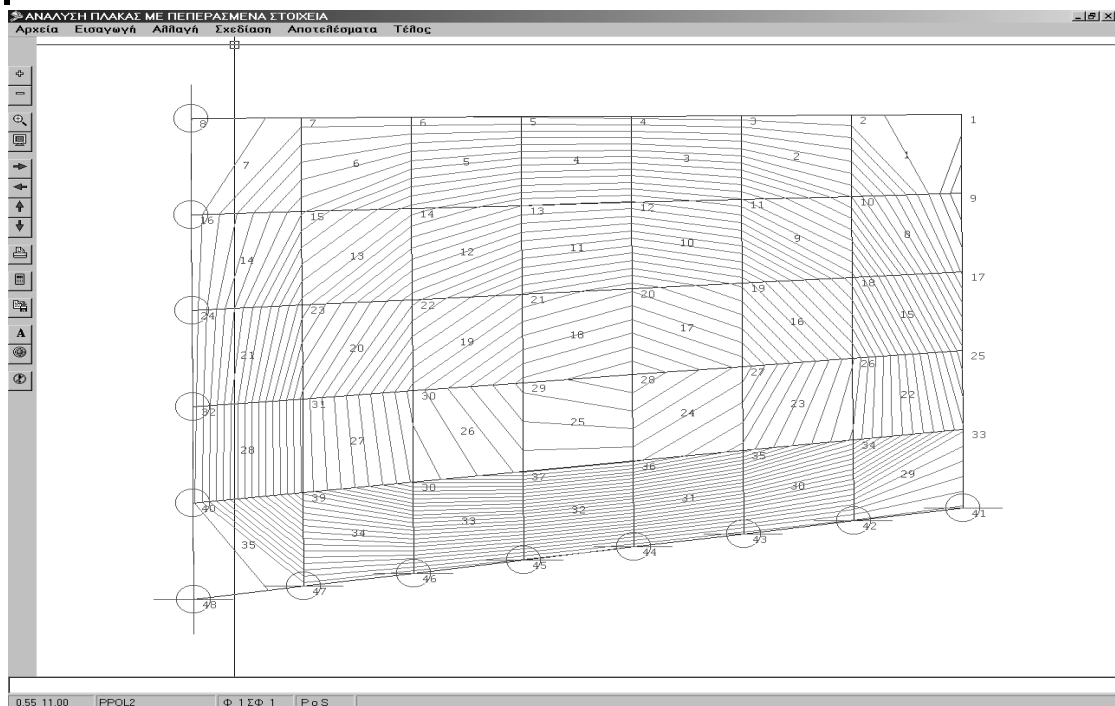 ΑΝΑΛΥΣΗ ΠΛΑΚΑΣ ΜΕ ΠΕΠΕΡΑΣΜΕΝΑ ΣΤΟΙΧΕΙΑ
Αρχεία Εισαγωγή Αλλαγή Σχεδίαση Αποτελέσματα Τέλος
8 7 6 5 4 3 2 1
7 6 5 4 3 2 1
16 15 14 13 12 11 10 9
14 13 12 11 10 9 8
24 23 22 21 20 19 18 17
21 20 19 18 17 16 15
32 31 30 29 28 27 26 25
28 27 26 25 24 23 22
40 39 38 37 36 35 34 33
35 34 33 32 31 30 29
48 47 46 45 44 43 42 41
A
0.55 11.00 PPOL2 Φ 1 ΣΦ 1 P o S